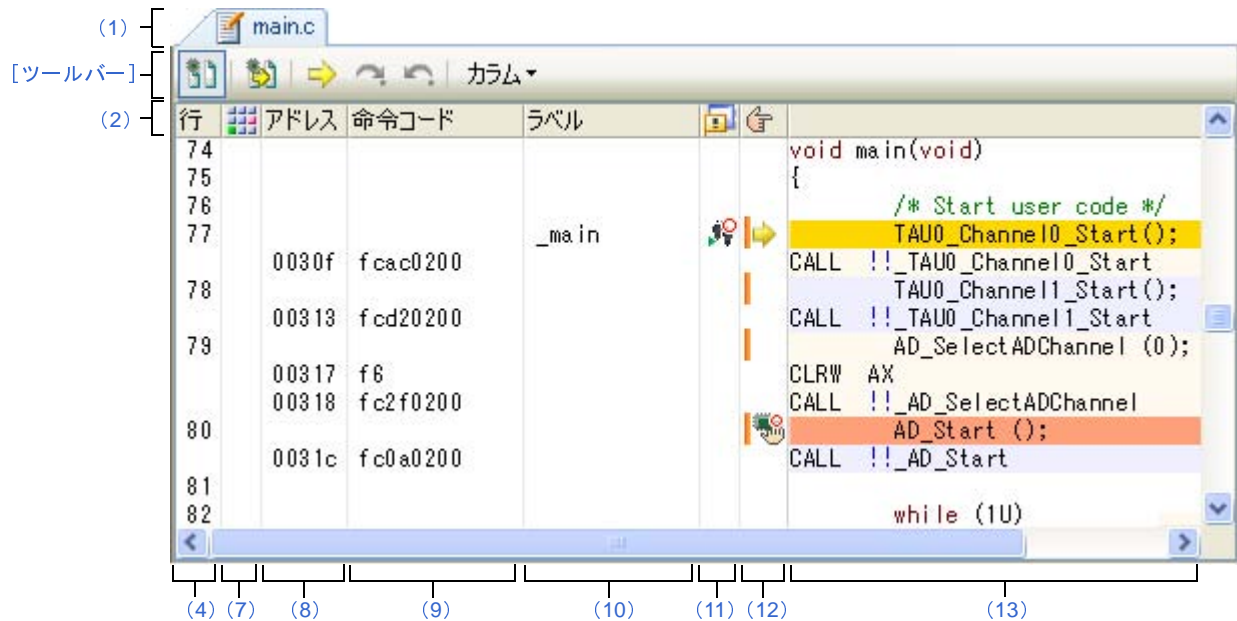 (1)
main.c
[ツールバー]
カラム
(2)
行 アドレス 命令コード ラベル
74 void main(void)
75 {
76 /* Start user code */
77 _main TAU0_Channel0_Start();
0030f fcac0200 CALL !!_TAU0_Channel0_Start
78 TAU0_Channel1_Start();
00313 fcd20200 CALL !!_TAU0_Channel1_Start
79 AD_SelectADChannel (0);
00317 f6 CLRW AX
00318 fc2f0200 CALL !!_AD_SelectADChannel
80 AD_Start ();
0031c fc0a0200 CALL !!_AD_Start
81
82 while (1U)
(4) (7) (8) (9) (10) (11) (12) (13)